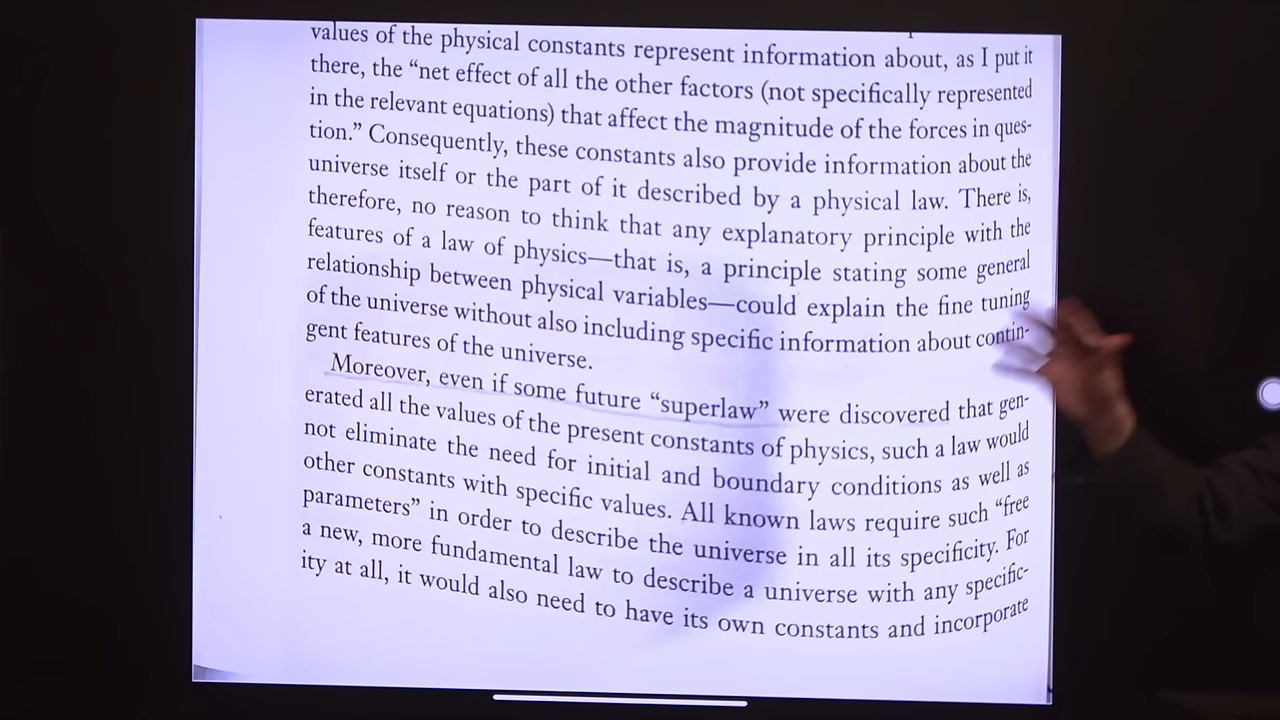 values of the physical constants represent information about, as I put it
there, the “net effect of all the other factors (not specifically represented
in the relevant equations) that affect the magnitude of the forces in ques-
tion.” Consequently, these constants also provide information about the
universe itself or the part of it described by a physical law. There is,
therefore, no reason to think that any explanatory principle with the
features of a law of physics—that is, a principle stating some general
relationship between physical variables—could explain the fine tuning
of the universe without also including specific information about contin-
gent features of the universe.
Moreover, even if some future “superlaw” were discovered that gen-
erated all the values of the present constants of physics, such a law would
not eliminate the need for initial and boundary conditions as well as
other constants with specific values. All known laws require such “free
parameters” in order to describe the universe in all its specificity. For
a new, more fundamental law to describe a universe with any specific-
ity at all, it would also need to have its own constants and incorporate